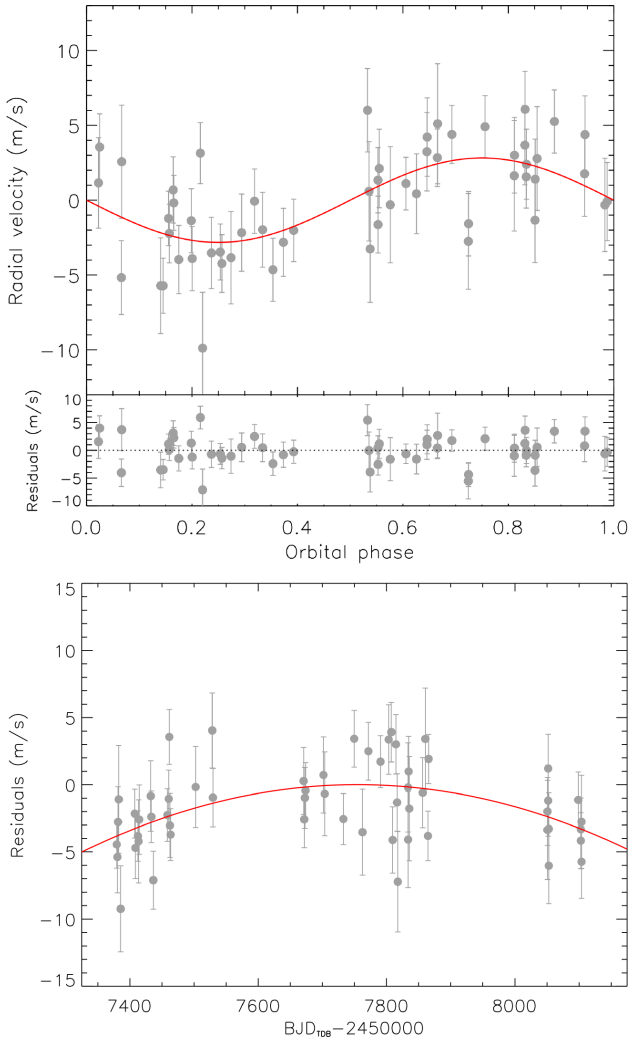 10
5
0
−5
−10
Radial velocity (m/s)
10
5
0
−5
−10
Residuals (m/s)
0.0 0.2 0.4 0.6 0.8 1.0
Orbital phase
15
10
5
0
−5
−10
−15
Residuals (m/s)
7400 7600 7800 8000
BJD_TDB−2450000